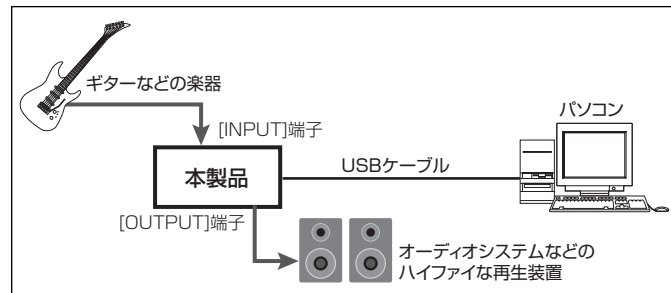 ギターなどの楽器
[INPUT]端子
パソコン
本製品
USBケーブル
[OUTPUT]端子
オーディオシステムなどの
ハイファイな再生装置